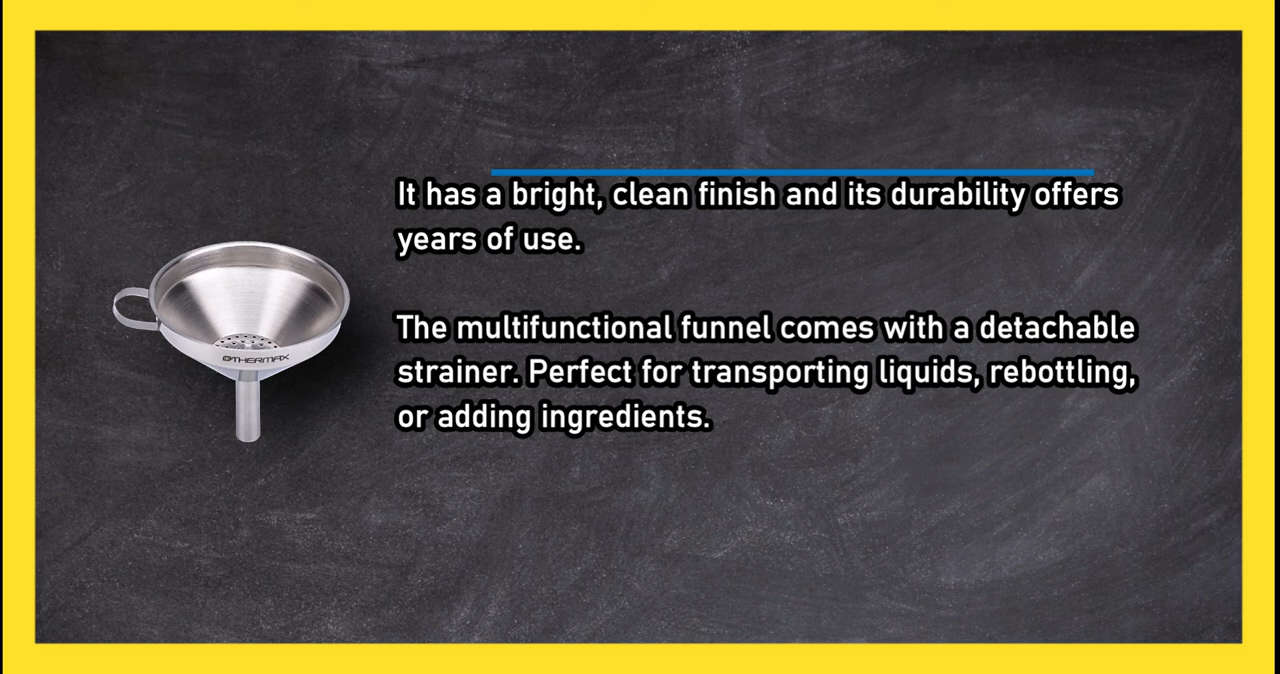 It has a bright, clean finish and its durability offers
years of use.
The multifunctional funnel comes with a detachable
strainer. Perfect for transporting liquids, rebottling,
or adding ingredients.
THERMAX